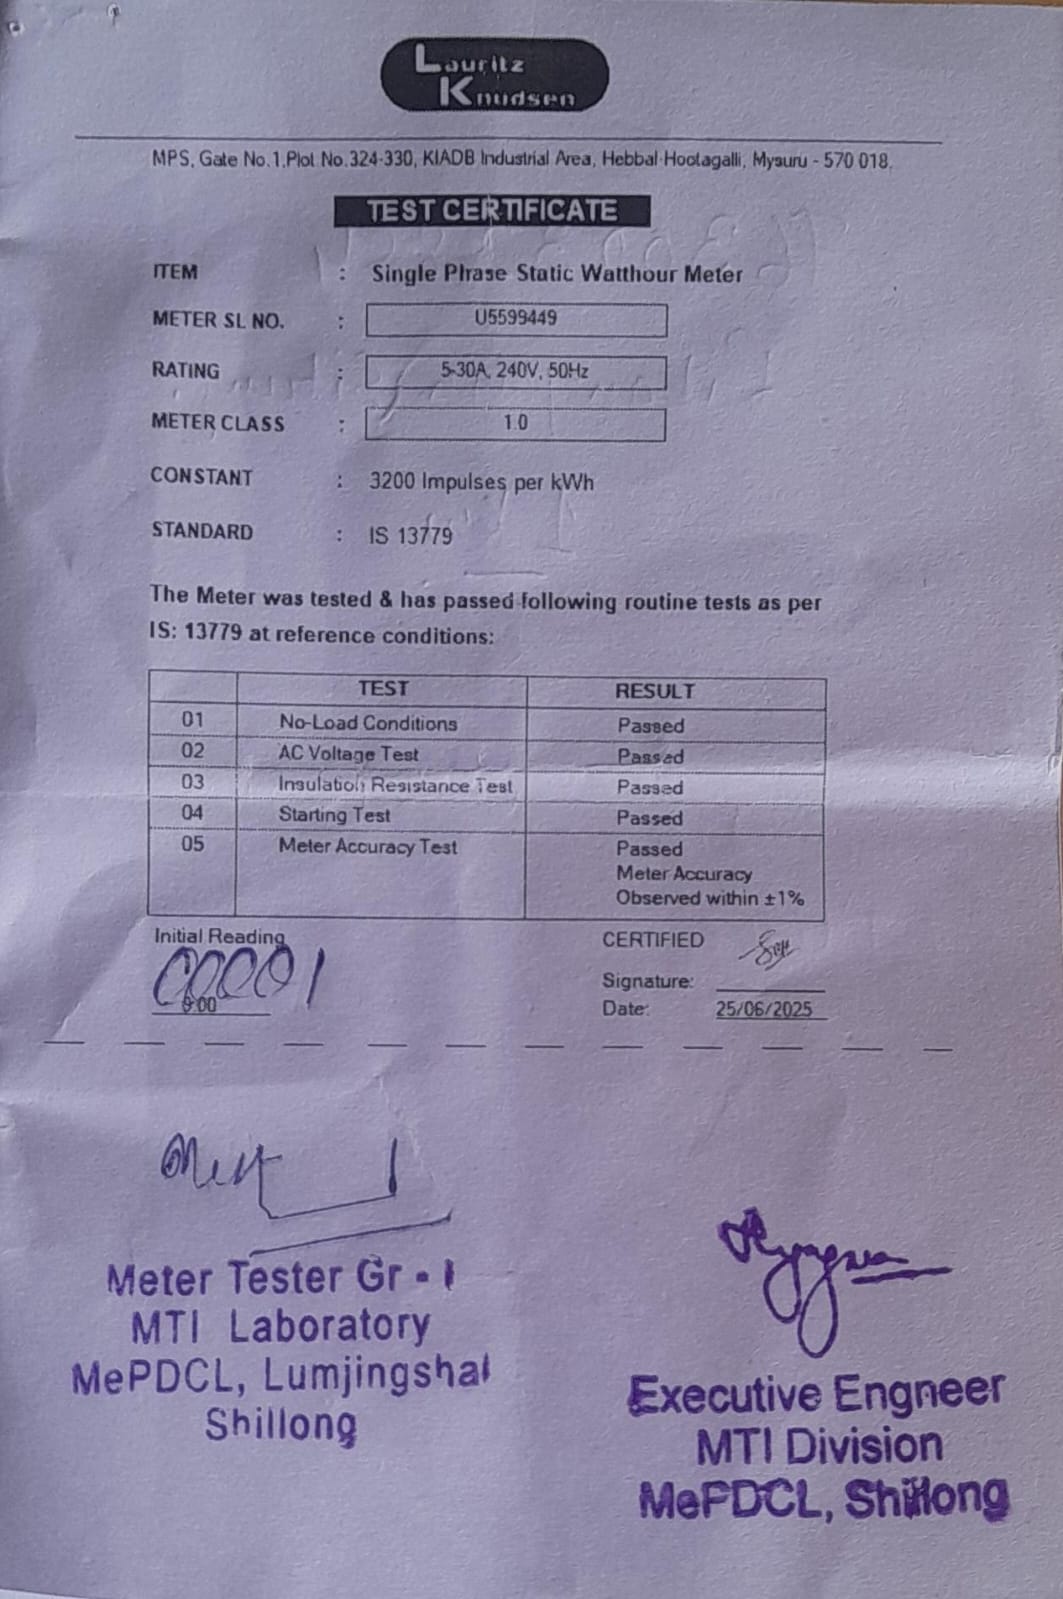 Lauritz
Knudsen
MPS, Gate No.1,Plot No.324-330, KIADB Industrial Area, Hebbal-Hootagalli, Mysuru - 570 018.
TEST CERTIFICATE
ITEM : Single Phase Static Watthour Meter
METER SL NO. : U5599449
RATING : 5-30A, 240V, 50Hz
METER CLASS : 1.0
CONSTANT : 3200 Impulses per kWh
STANDARD : IS 13779
The Meter was tested & has passed following routine tests as per
IS: 13779 at reference conditions:
TEST RESULT
01 No-Load Conditions Passed
02 AC Voltage Test Passed
03 Insulation Resistance Test Passed
04 Starting Test Passed
05 Meter Accuracy Test Passed
Meter Accuracy
Observed within ±1%
Initial Reading CERTIFIED
00001
0.00
Signature:
Date: 25/06/2025
Meter Tester Gr - I
MTI Laboratory
MePDCL, Lumjingshai
Shillong
Executive Engneer
MTI Division
MePDCL, Shillong